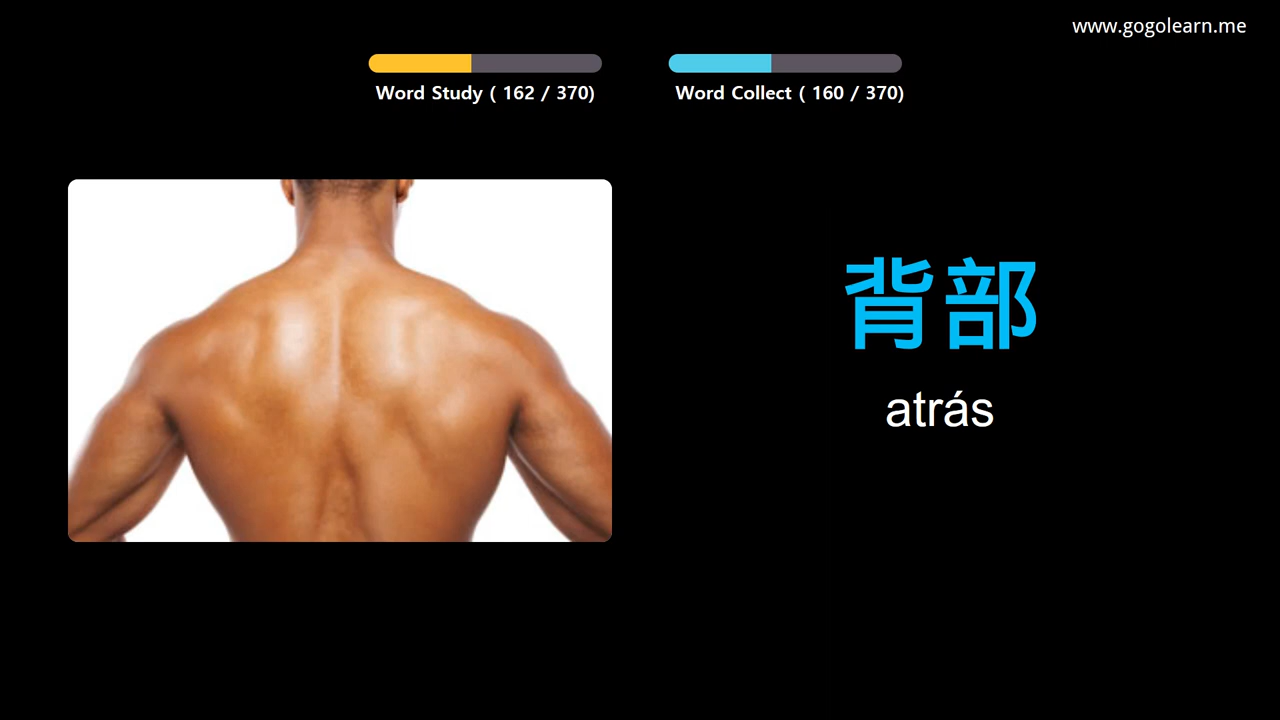 www.gogolearn.me
Word Study ( 162 / 370)
Word Collect ( 160 / 370)
背部
atrás